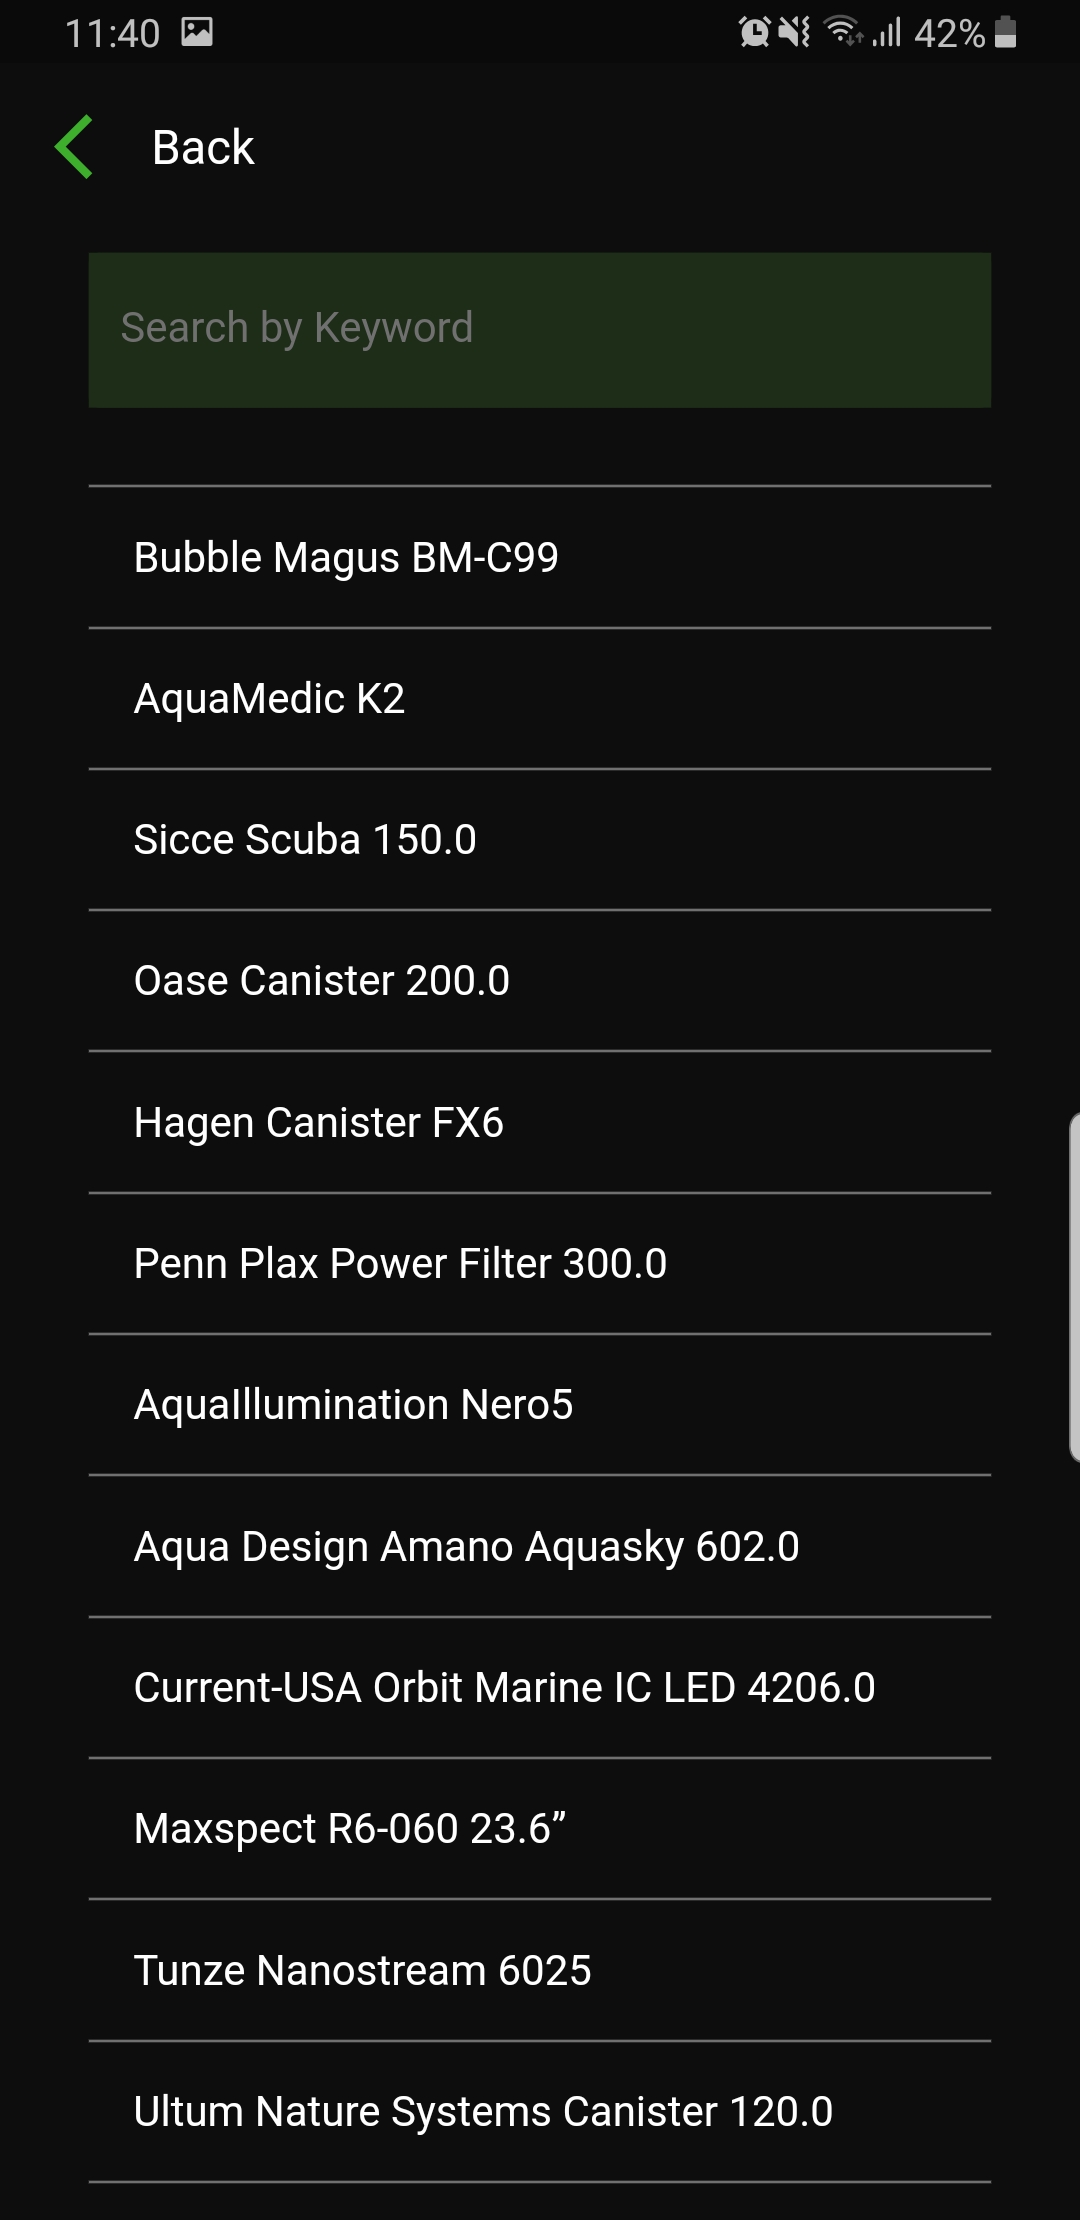 11:40
42%
Back
Search by Keyword
Bubble Magus BM-C99
AquaMedic K2
Sicce Scuba 150.0
Oase Canister 200.0
Hagen Canister FX6
Penn Plax Power Filter 300.0
AquaIllumination Nero5
Aqua Design Amano Aquasky 602.0
Current-USA Orbit Marine IC LED 4206.0
Maxspect R6-060 23.6”
Tunze Nanostream 6025
Ultum Nature Systems Canister 120.0